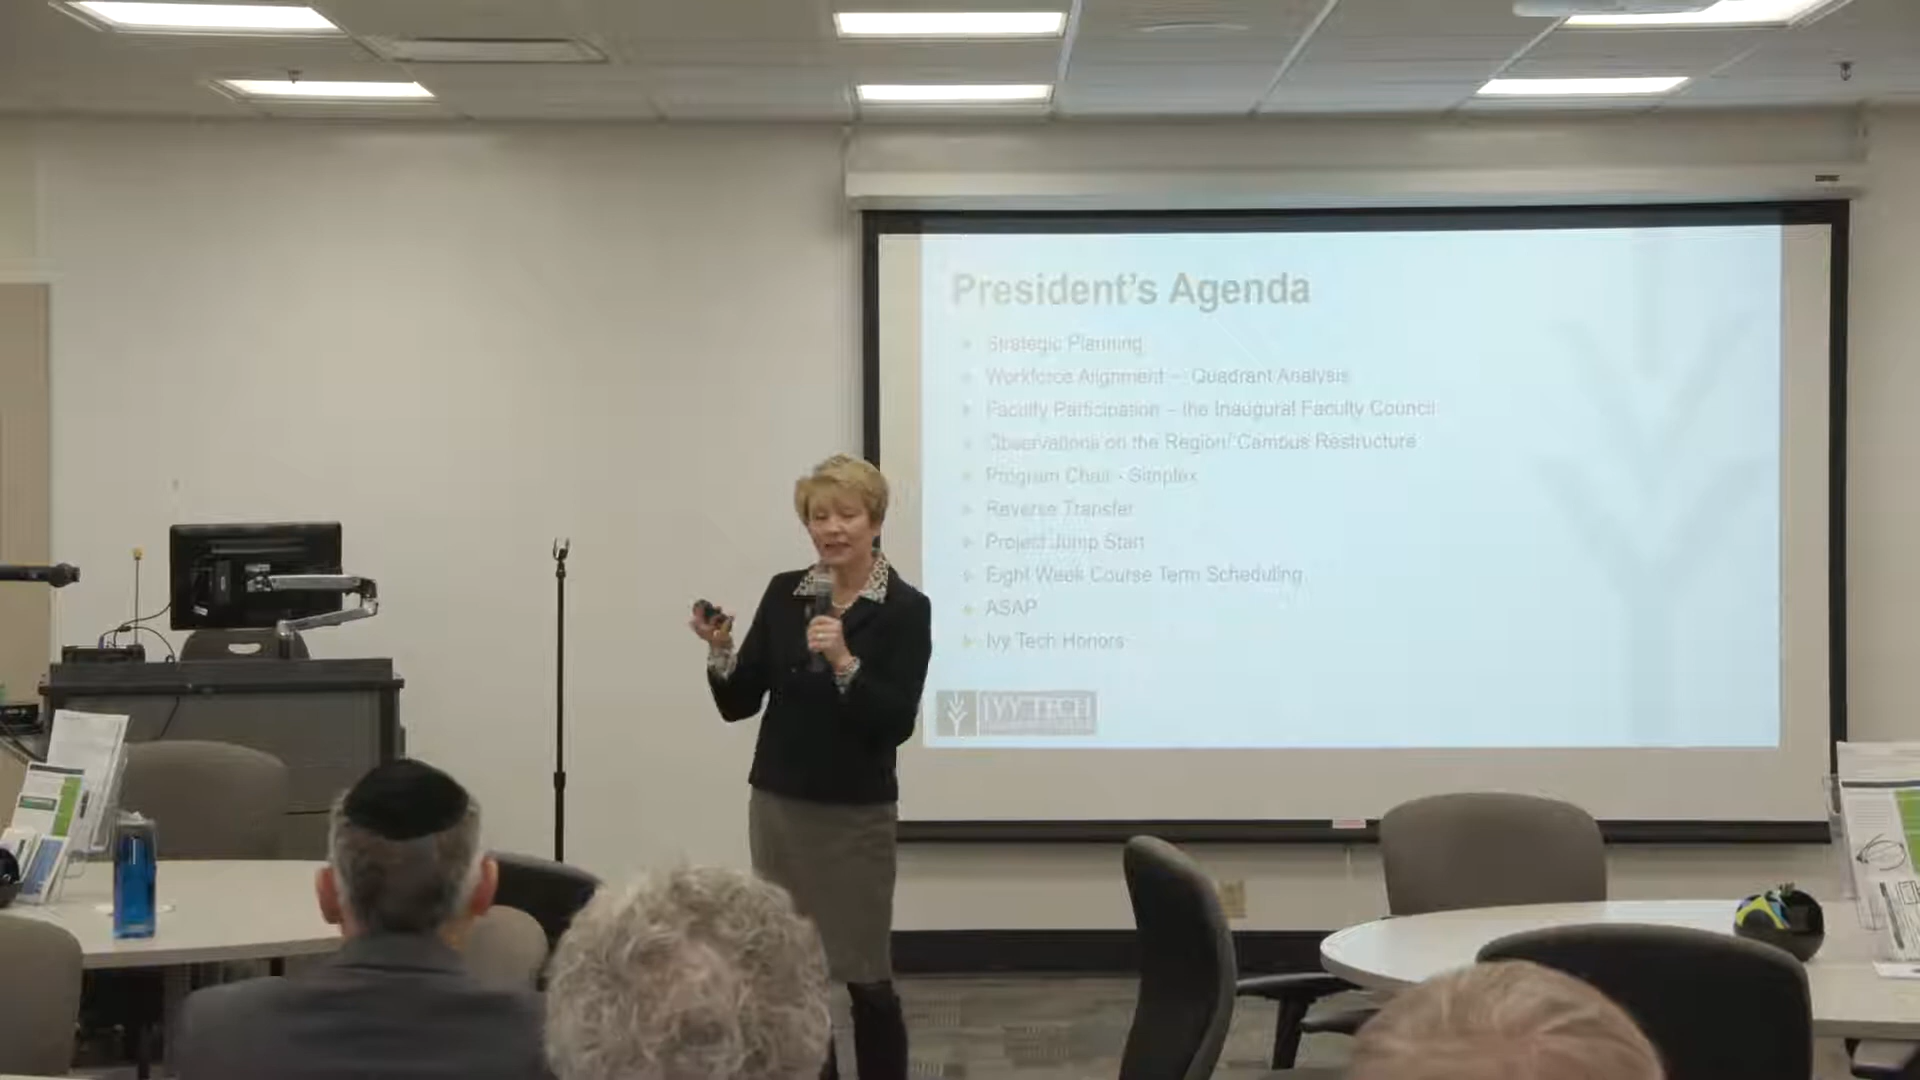 President's Agenda
Strategic Planning
Workforce Alignment – Quadrant Analysis
Faculty Participation – the Inaugural Faculty Council
Observations on the Region/ Campus Restructure
Program Chair - Simplex
Reverse Transfer
Project Jump Start
Eight Week Course Term Scheduling
ASAP
Ivy Tech Honors
IVY TECH